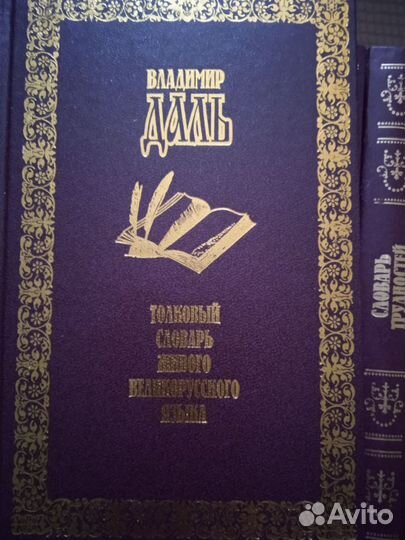 ВЛАДИМИР
ДАЛЬ
ТОЛКОВЫЙ
СЛОВАРЬ
ЖИВОГО
ВЕЛИКОРУССКОГО
ЯЗЫКА
СЛОВАРЬ
ТРУДНОСТЕЙ
Avito